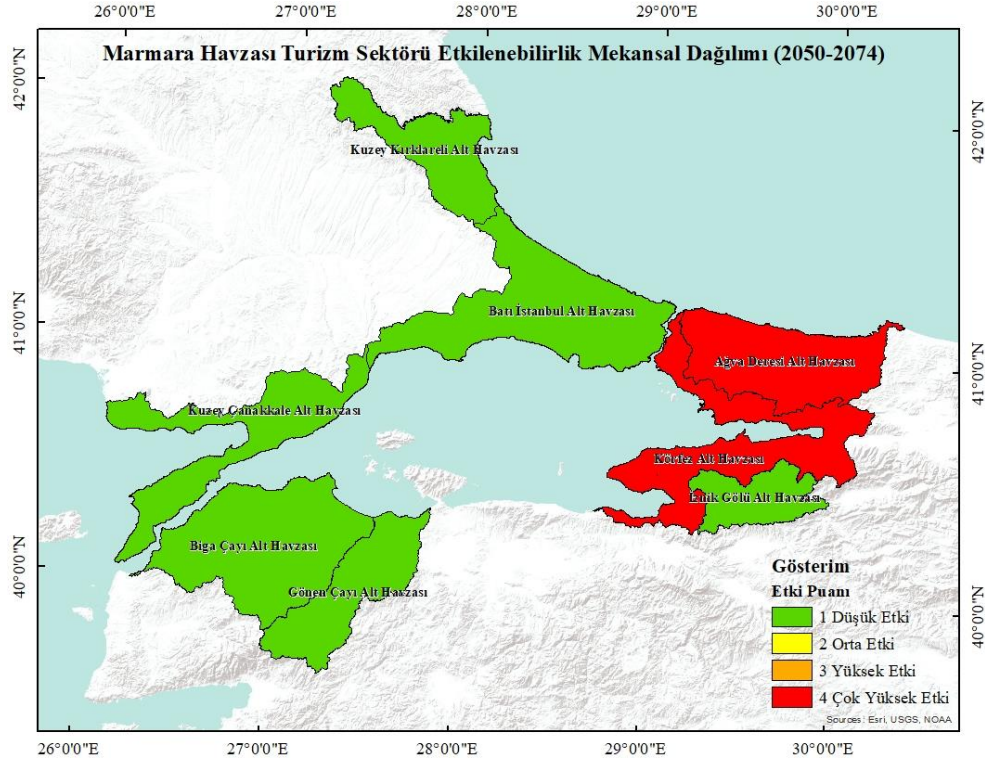 26°0'0"E 27°0'0"E 28°0'0"E 29°0'0"E 30°0'0"E
Marmara Havzası Turizm Sektörü Etkilenebilirlik Mekansal Dağılımı (2050-2074)
42°0'0"N
42°0'0"N
Kuzey Kırklareli Alt Havzası
41°0'0"N
Batı İstanbul Alt Havzası
Ağva Deresi Alt Havzası
41°0'0"N
Kuzey Çanakkale Alt Havzası
Körfez Alt Havzası
İznik Gölü Alt Havzası
Biga Çayı Alt Havzası
Gönen Çayı Alt Havzası
40°0'0"N
40°0'0"N
Gösterim
Etki Puanı
1 Düşük Etki
2 Orta Etki
3 Yüksek Etki
4 Çok Yüksek Etki
Sources: Esri, USGS, NOAA
26°0'0"E 27°0'0"E 28°0'0"E 29°0'0"E 30°0'0"E